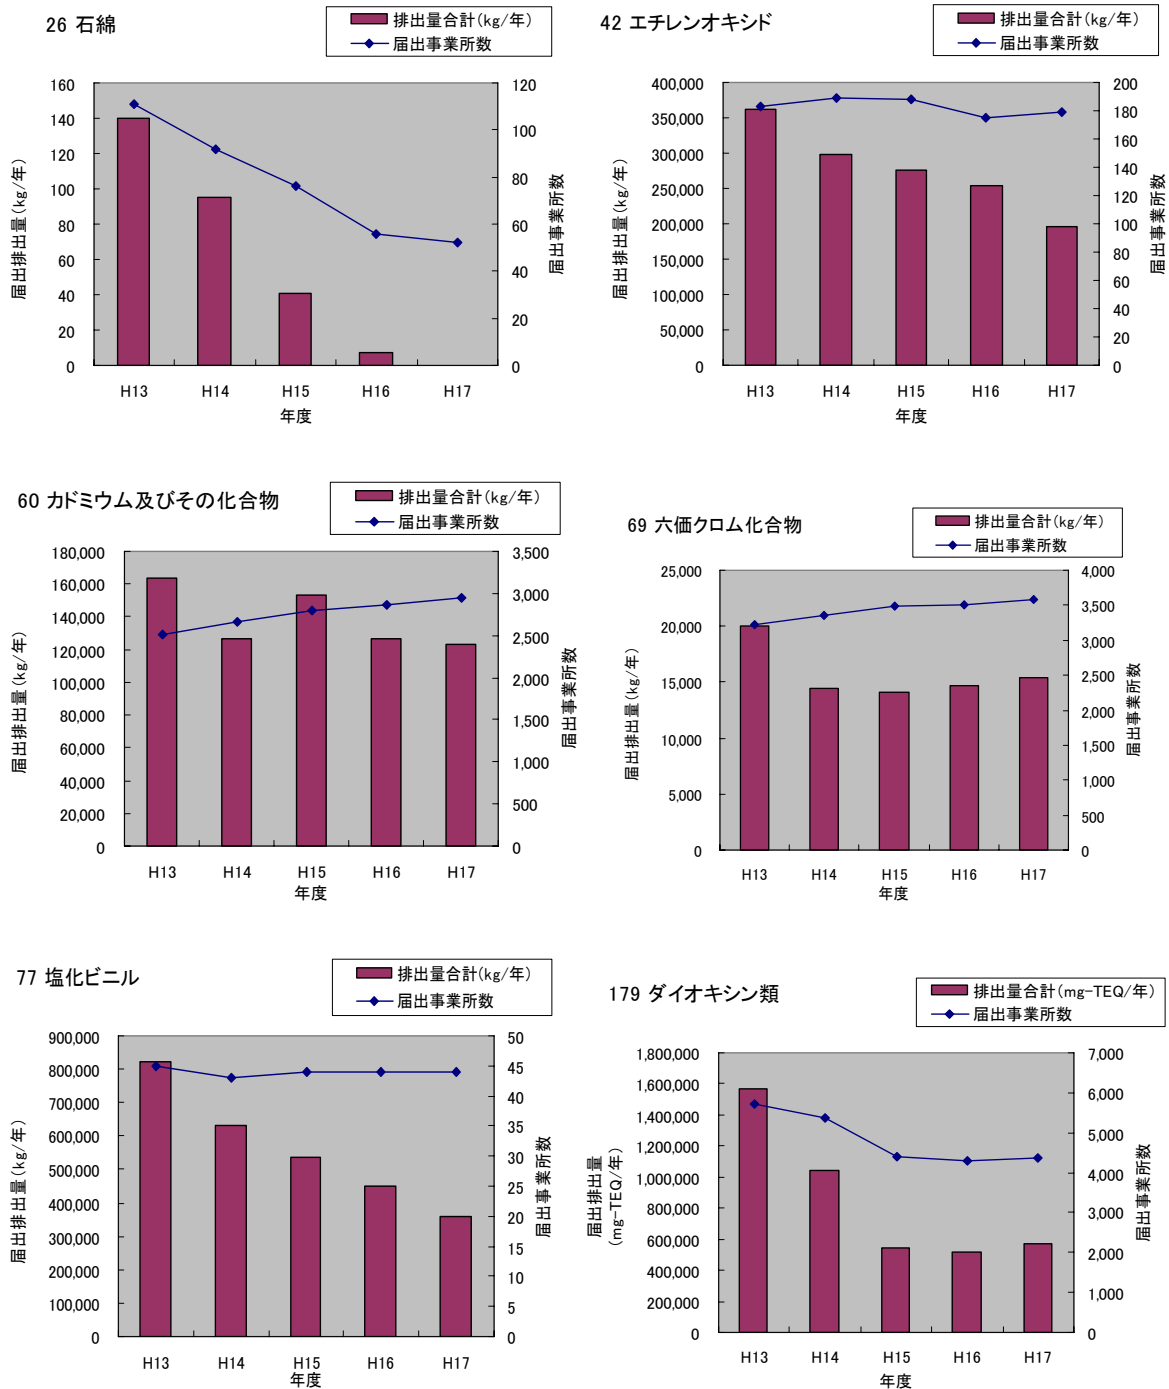 26 石綿
排出量合計(kg/年)
届出事業所数
160
140
120
100
80
60
40
20
0
120
100
80
60
40
20
0
届出排出量(kg/年)
届出事業所数
H13 H14 H15 H16 H17
年度
42 エチレンオキシド
排出量合計(kg/年)
届出事業所数
400,000
350,000
300,000
250,000
200,000
150,000
100,000
50,000
0
200
180
160
140
120
100
80
60
40
20
0
届出排出量(kg/年)
届出事業所数
H13 H14 H15 H16 H17
年度
60 カドミウム及びその化合物
排出量合計(kg/年)
届出事業所数
180,000
160,000
140,000
120,000
100,000
80,000
60,000
40,000
20,000
0
3,500
3,000
2,500
2,000
1,500
1,000
500
0
届出排出量(kg/年)
届出事業所数
H13 H14 H15 H16 H17
年度
69 六価クロム化合物
排出量合計(kg/年)
届出事業所数
25,000
20,000
15,000
10,000
5,000
0
4,000
3,500
3,000
2,500
2,000
1,500
1,000
500
0
届出排出量(kg/年)
届出事業所数
H13 H14 H15 H16 H17
年度
77 塩化ビニル
排出量合計(kg/年)
届出事業所数
900,000
800,000
700,000
600,000
500,000
400,000
300,000
200,000
100,000
0
50
45
40
35
30
25
20
15
10
5
0
届出排出量(kg/年)
届出事業所数
H13 H14 H15 H16 H17
年度
179 ダイオキシン類
排出量合計(mg-TEQ/年)
届出事業所数
1,800,000
1,600,000
1,400,000
1,200,000
1,000,000
800,000
600,000
400,000
200,000
0
7,000
6,000
5,000
4,000
3,000
2,000
1,000
0
届出排出量
(mg-TEQ/年)
届出事業所数
H13 H14 H15 H16 H17
年度